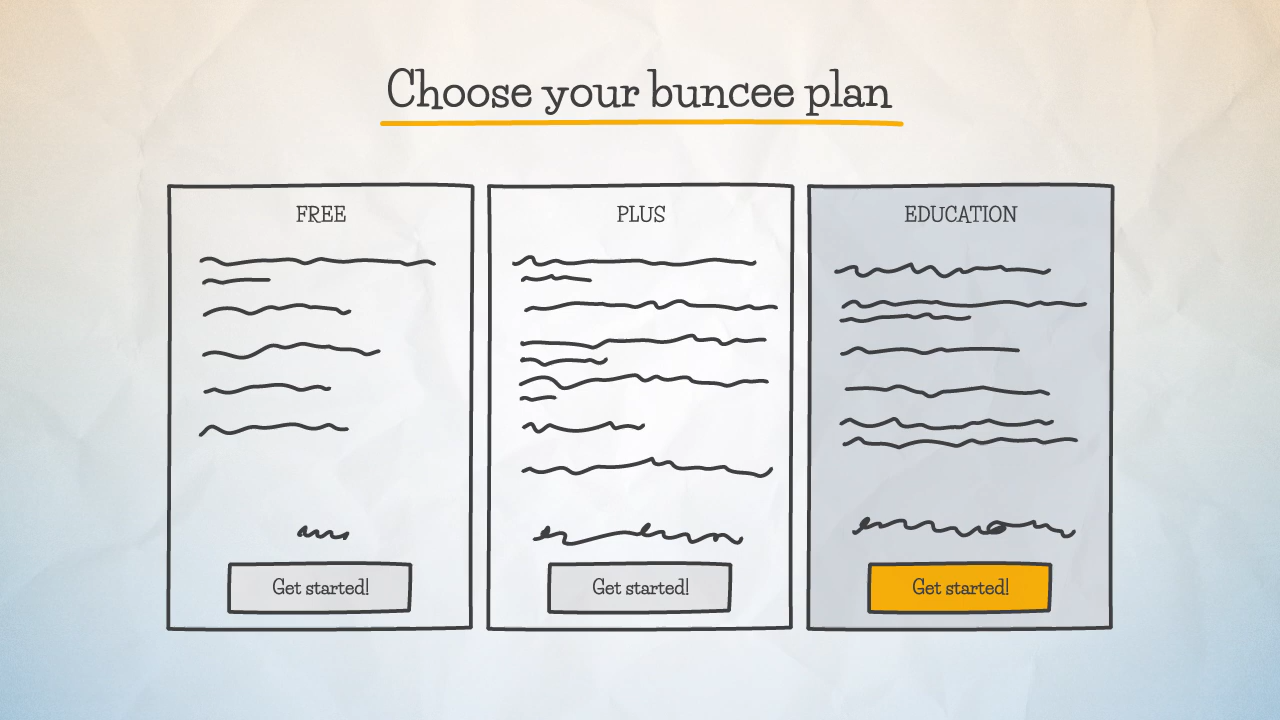 Choose your buncee plan
FREE
PLUS
EDUCATION
Get started!
Get started!
Get started!